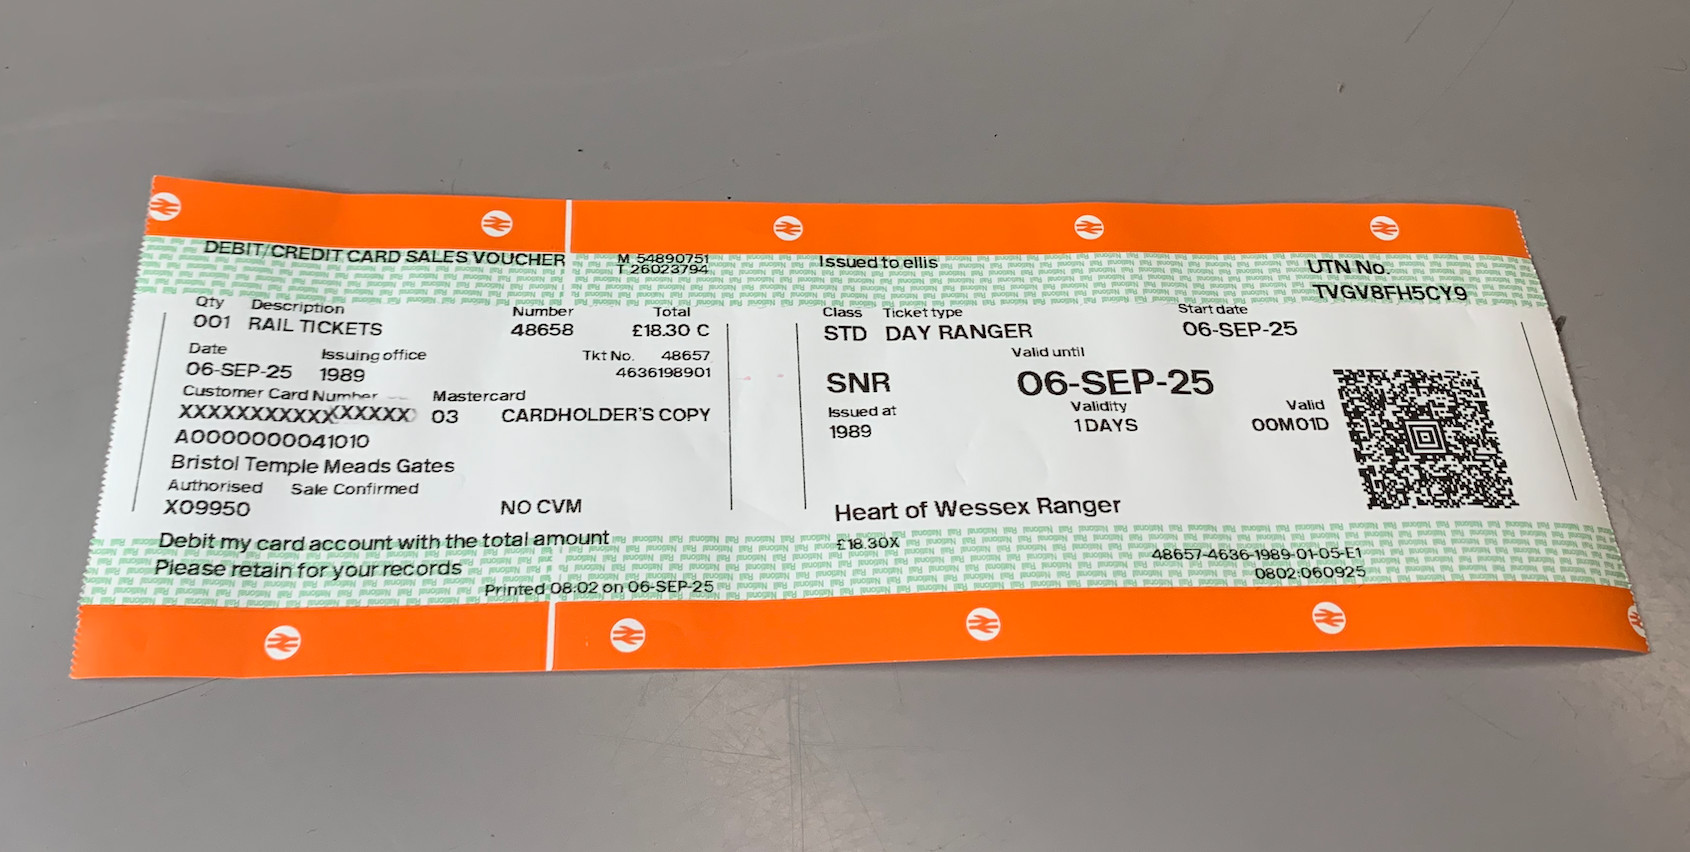 DEBIT/CREDIT CARD SALES VOUCHER
M 54890751
T 26023794
Qty Description Number Total
001 RAIL TICKETS 48658 £18.30 C
Date Issuing office Tkt No. 48657
06-SEP-25 1989 4636198901
Customer Card Number Mastercard
XXXXXXXXXXXXXXXXX 03 CARDHOLDER'S COPY
A0000000041010
Bristol Temple Meads Gates
Authorised Sale Confirmed
X09950 NO CVM
Debit my card account with the total amount
Please retain for your records
Printed 08:02 on 06-SEP-25
Issued to ellis UTN No.
TVGV8FH5CY9
Class Ticket type Start date
STD DAY RANGER 06-SEP-25
Valid until
SNR 06-SEP-25
Issued at Validity Valid
1989 1DAYS 00M01D
Heart of Wessex Ranger
£18.30X
48657-4636-1989-01-05-E1
0802:060925